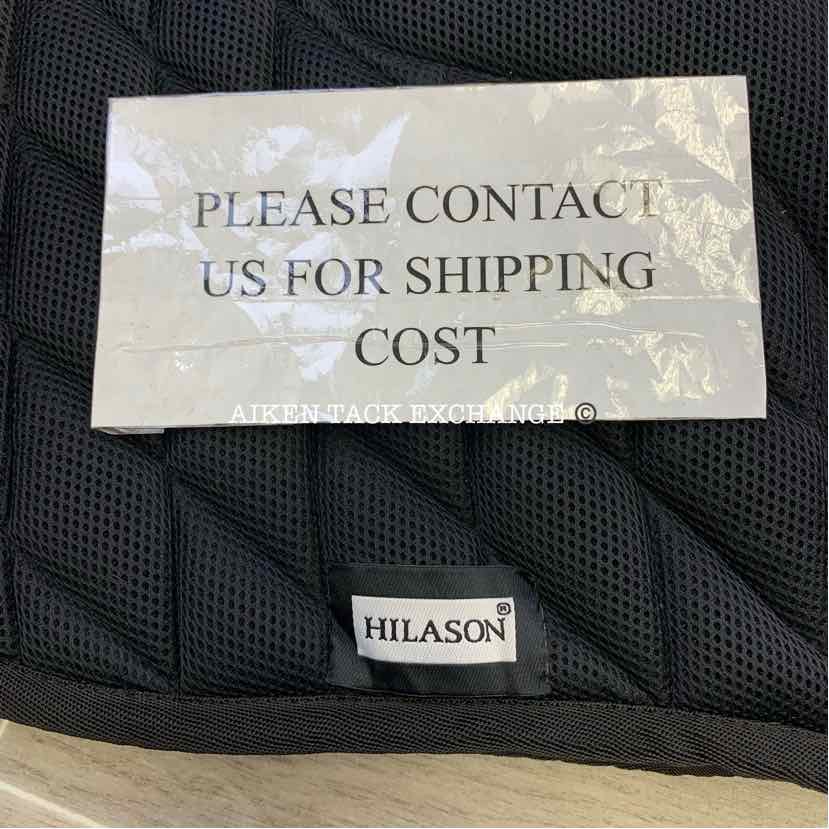 PLEASE CONTACT
US FOR SHIPPING
COST
AIKEN TACK EXCHANGE ©
HILASON®